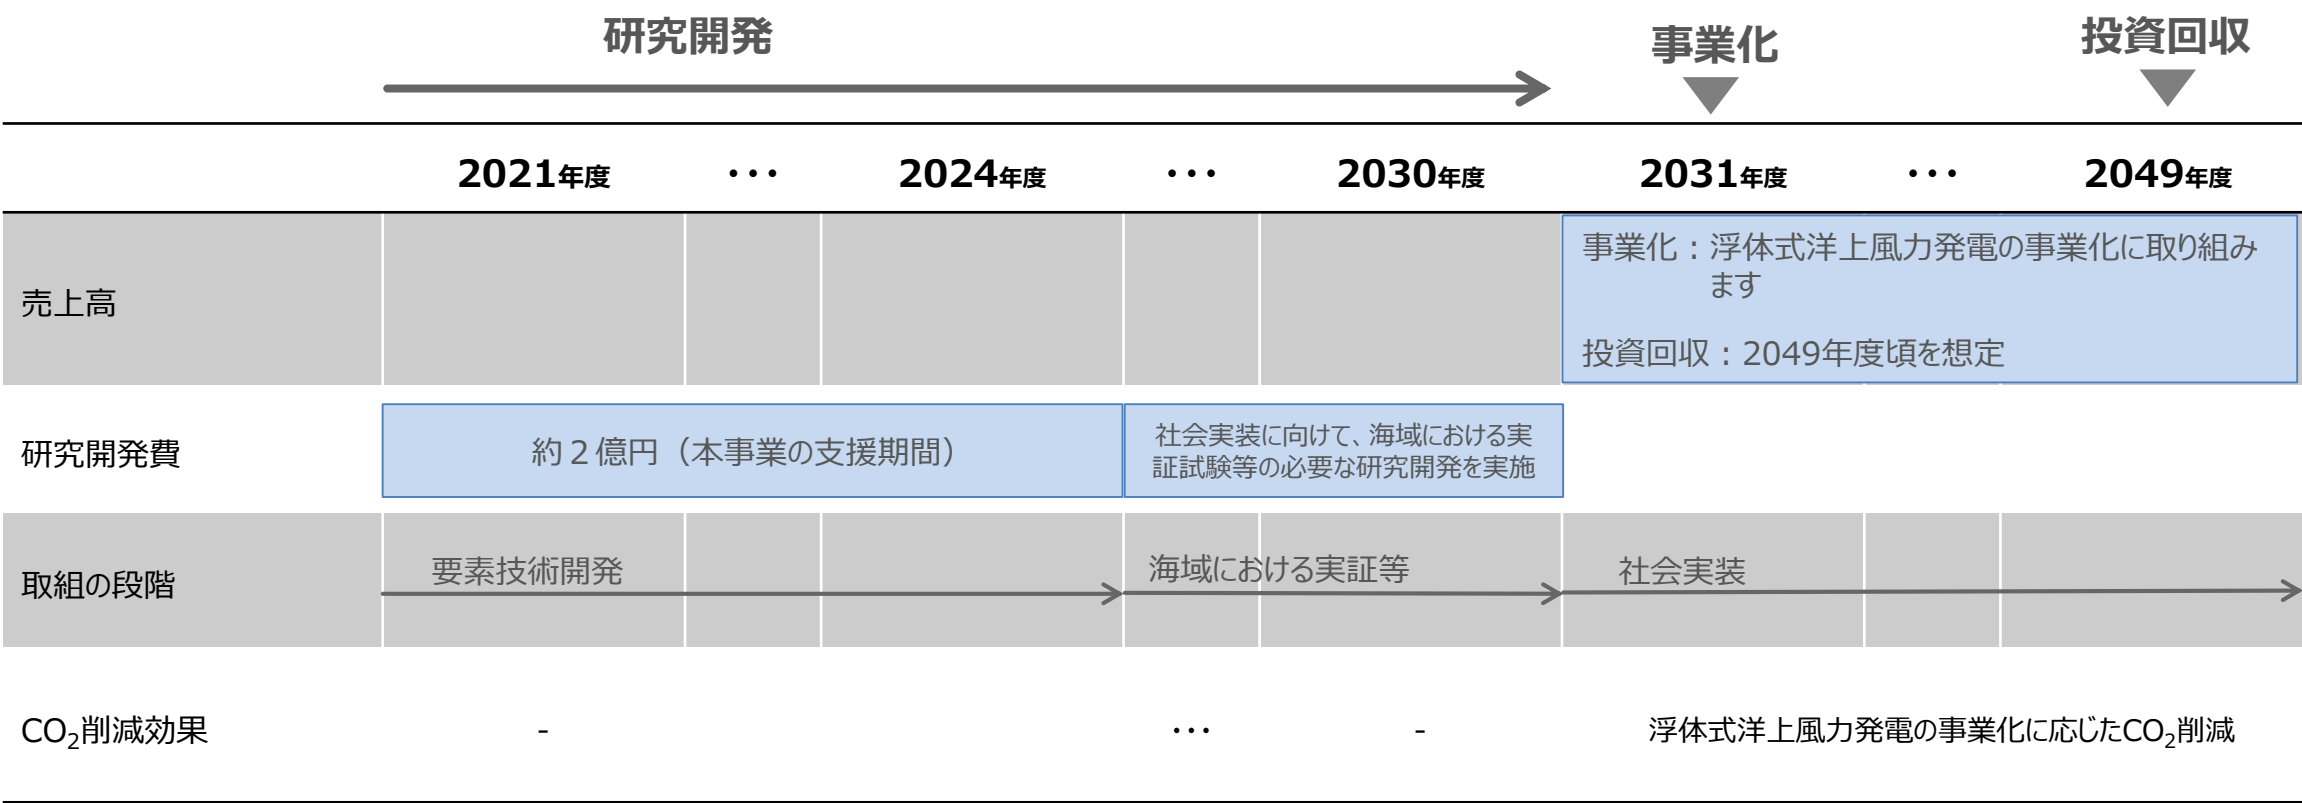 研究開発
事業化
投資回収
2021年度 ・・・ 2024年度 ・・・ 2030年度 2031年度 ・・・ 2049年度
売上高
事業化：浮体式洋上風力発電の事業化に取り組み
ます
投資回収：2049年度頃を想定
研究開発費
約２億円（本事業の支援期間）
社会実装に向けて、海域における実
証試験等の必要な研究開発を実施
取組の段階
要素技術開発
海域における実証等
社会実装
CO₂削減効果 - ・・・ - 浮体式洋上風力発電の事業化に応じたCO₂削減